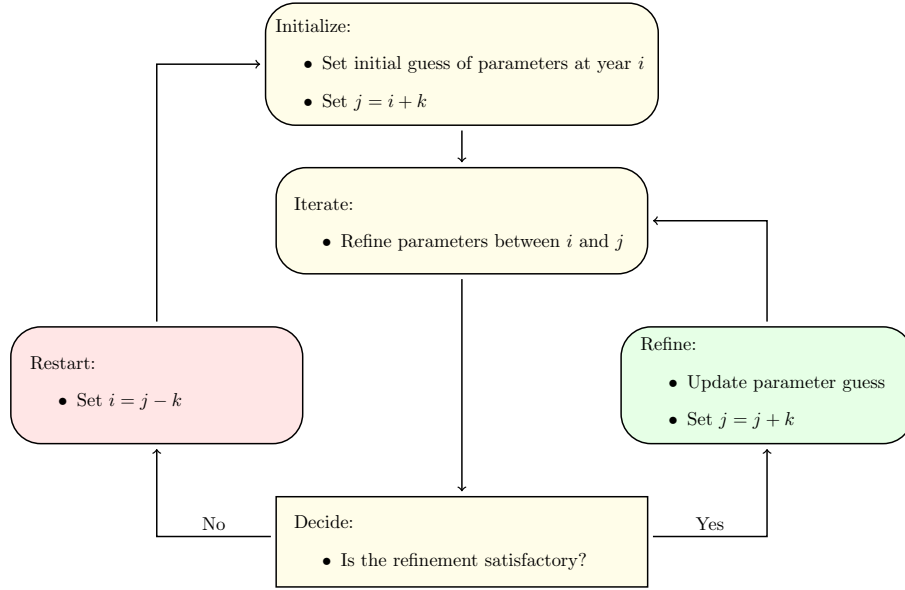 Initialize:
• Set initial guess of parameters at year i
• Set j = i + k
Iterate:
• Refine parameters between i and j
Restart:
• Set i = j − k
Refine:
• Update parameter guess
• Set j = j + k
No
Yes
Decide:
• Is the refinement satisfactory?